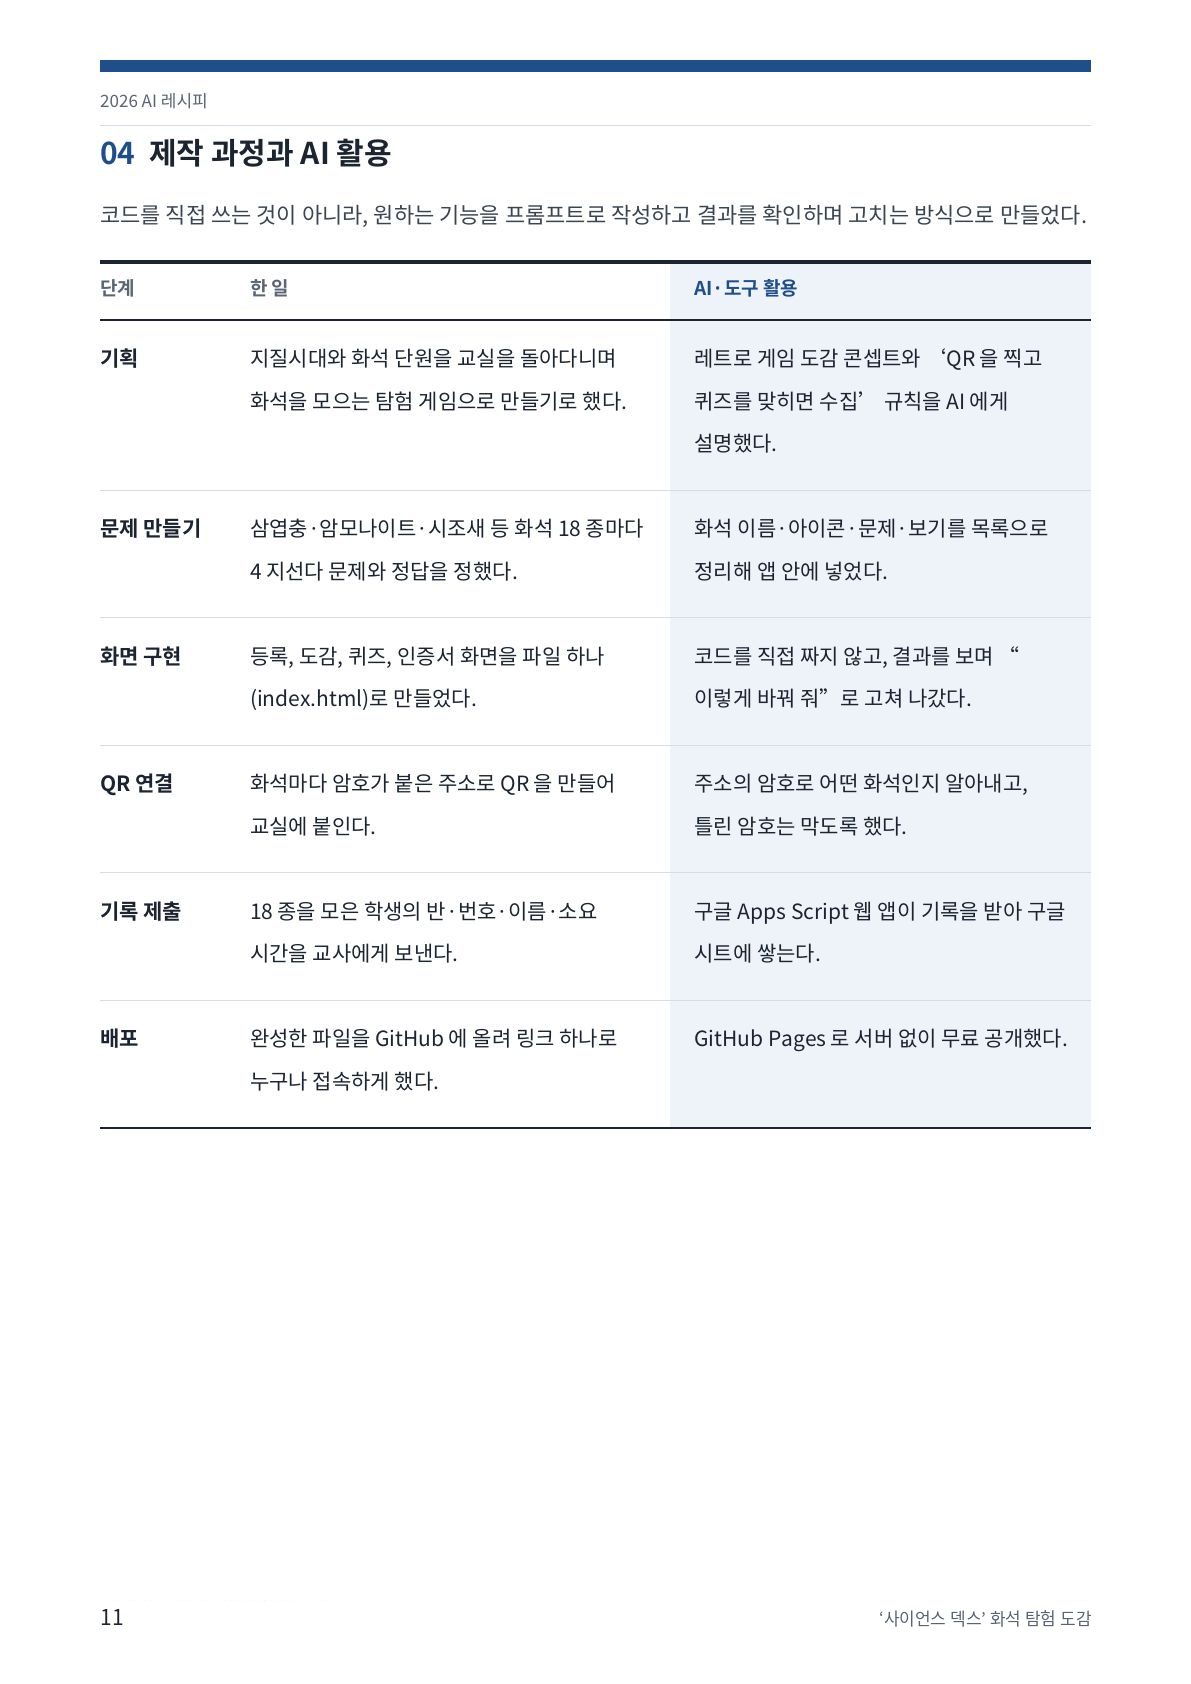 2026 AI 레시피
04 제작 과정과 AI 활용
코드를 직접 쓰는 것이 아니라, 원하는 기능을 프롬프트로 작성하고 결과를 확인하며 고치는 방식으로 만들었다.
단계 한 일 AI·도구 활용
기획
지질시대와 화석 단원을 교실을 돌아다니며
화석을 모으는 탐험 게임으로 만들기로 했다.
레트로 게임 도감 콘셉트와 ‘QR을 찍고
퀴즈를 맞히면 수집’ 규칙을 AI에게
설명했다.
문제 만들기
삼엽충·암모나이트·시조새 등 화석 18종마다
4지선다 문제와 정답을 정했다.
화석 이름·아이콘·문제·보기를 목록으로
정리해 앱 안에 넣었다.
화면 구현
등록, 도감, 퀴즈, 인증서 화면을 파일 하나
(index.html)로 만들었다.
코드를 직접 짜지 않고, 결과를 보며 “
이렇게 바꿔 줘”로 고쳐 나갔다.
QR 연결
화석마다 암호가 붙은 주소로 QR을 만들어
교실에 붙인다.
주소의 암호로 어떤 화석인지 알아내고,
틀린 암호는 막도록 했다.
기록 제출
18종을 모은 학생의 반·번호·이름·소요
시간을 교사에게 보낸다.
구글 Apps Script 웹 앱이 기록을 받아 구글
시트에 쌓는다.
배포
완성한 파일을 GitHub에 올려 링크 하나로
누구나 접속하게 했다.
GitHub Pages로 서버 없이 무료 공개했다.
11
‘사이언스 덱스’ 화석 탐험 도감